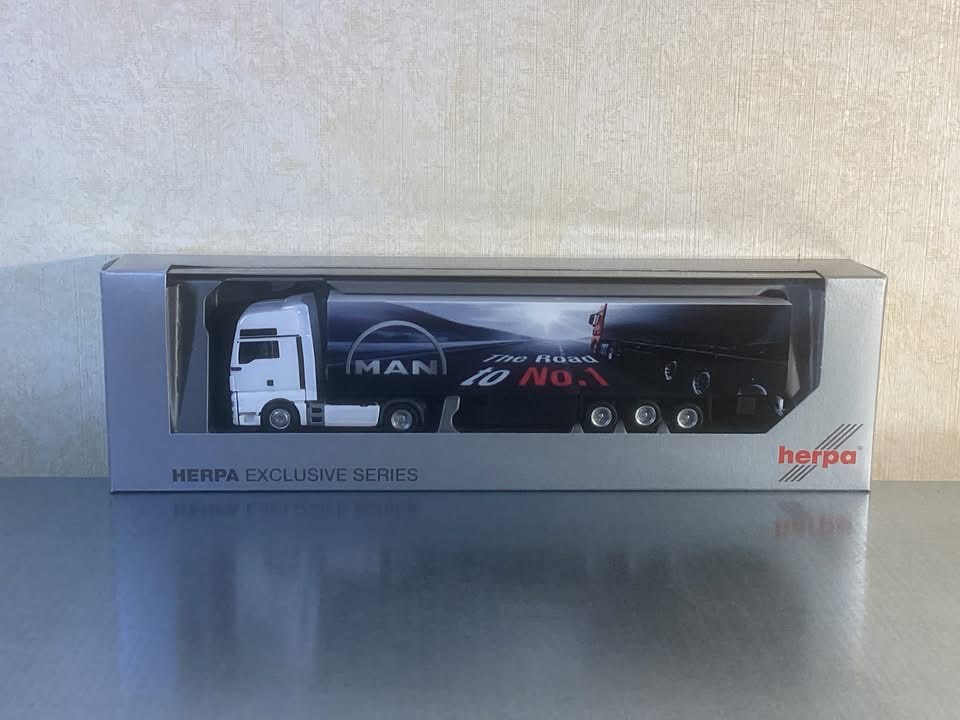 MAN
The Road
to No.1
HERPA EXCLUSIVE SERIES
herpa®